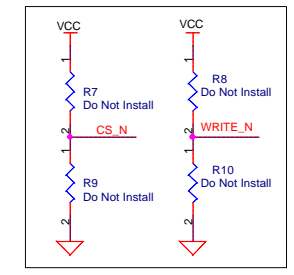 VCC VCC
1 1
R7 R8
Do Not Install Do Not Install
2 2
CS_N WRITE_N
1 1
R9 R10
Do Not Install Do Not Install
2 2